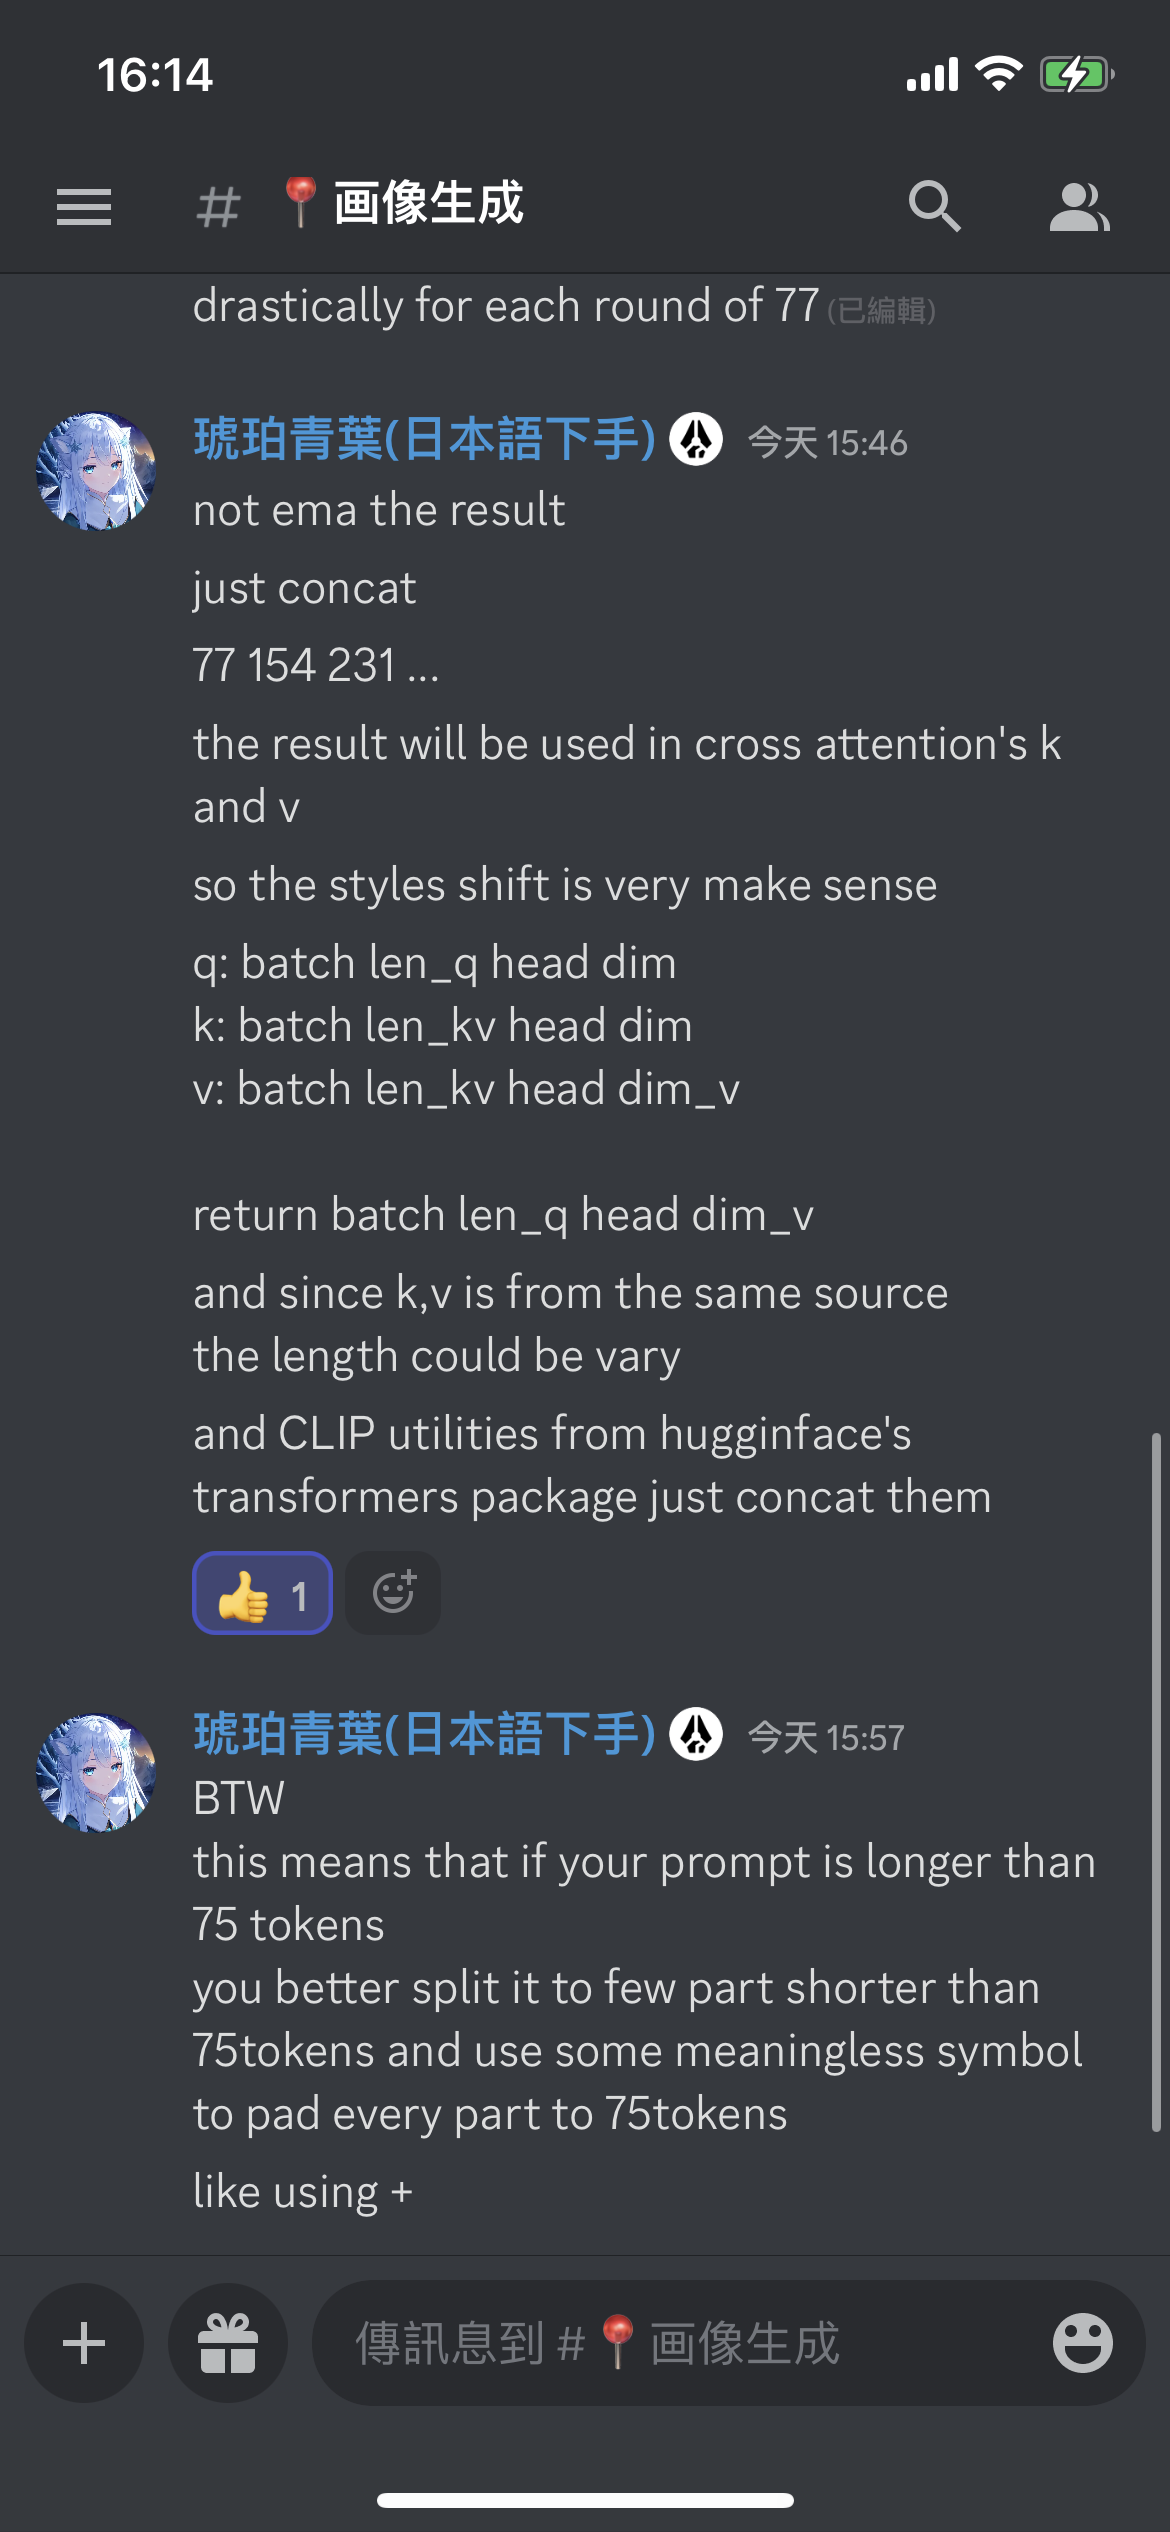 16:14
# 📍画像生成
drastically for each round of 77 (已編輯)
琥珀青葉(日本語下手) 今天 15:46
not ema the result
just concat
77 154 231 ...
the result will be used in cross attention's k
and v
so the styles shift is very make sense
q: batch len_q head dim
k: batch len_kv head dim
v: batch len_kv head dim_v
return batch len_q head dim_v
and since k,v is from the same source
the length could be vary
and CLIP utilities from hugginface's
transformers package just concat them
👍 1
琥珀青葉(日本語下手) 今天 15:57
BTW
this means that if your prompt is longer than
75 tokens
you better split it to few part shorter than
75tokens and use some meaningless symbol
to pad every part to 75tokens
like using +
傳訊息到 #📍画像生成